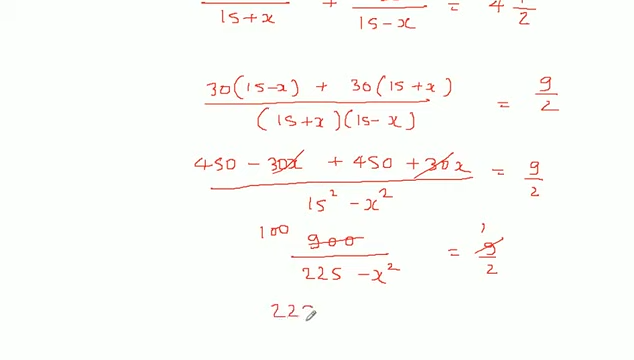 15+x + 15-x = 4 1/2
30(15-x) + 30(15+x) / (15+x)(15-x) = 9/2
450 - 30x + 450 + 30x / 15² - x² = 9/2
100 900 / 225 - x² = 1 9/2
22